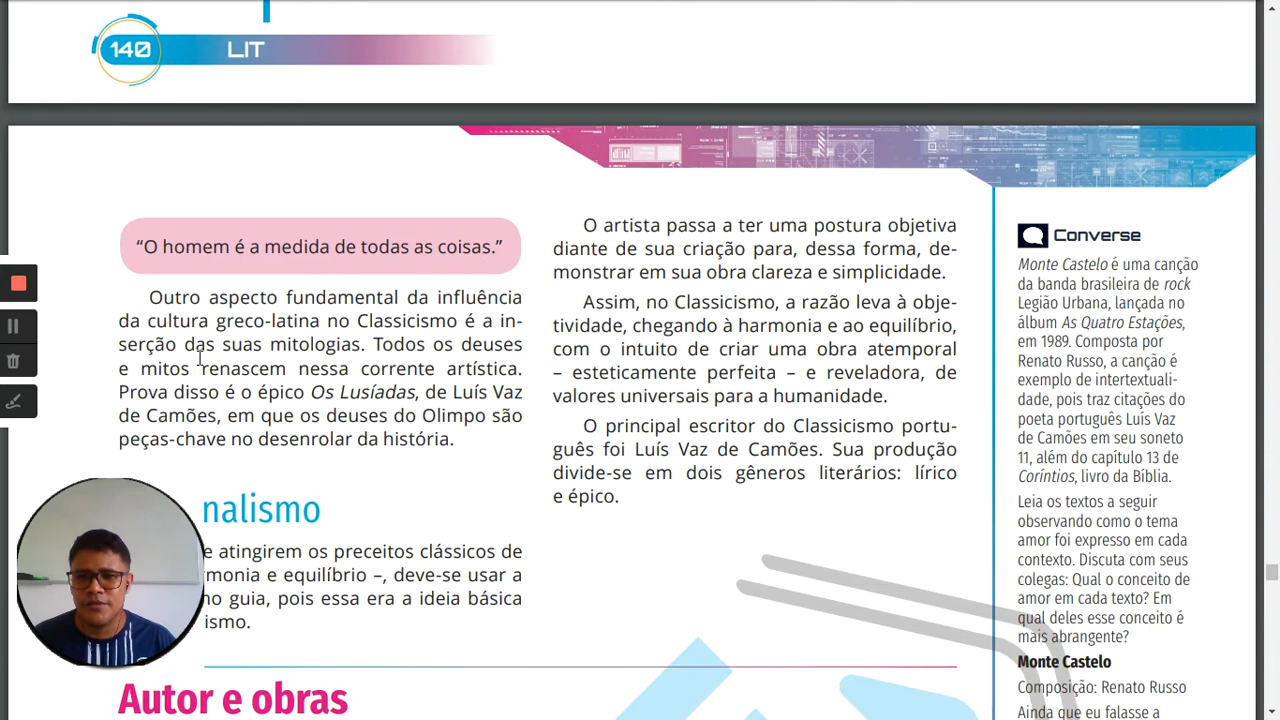 140 LIT
“O homem é a medida de todas as coisas.”
Outro aspecto fundamental da influência
da cultura greco-latina no Classicismo é a in-
serção das suas mitologias. Todos os deuses
e mitos renascem nessa corrente artística.
Prova disso é o épico Os Lusíadas, de Luís Vaz
de Camões, em que os deuses do Olimpo são
peças-chave no desenrolar da história.
nalismo
e atingirem os preceitos clássicos de
monia e equilíbrio –, deve-se usar a
no guia, pois essa era a ideia básica
ismo.
O artista passa a ter uma postura objetiva
diante de sua criação para, dessa forma, de-
monstrar em sua obra clareza e simplicidade.
Assim, no Classicismo, a razão leva à obje-
tividade, chegando à harmonia e ao equilíbrio,
com o intuito de criar uma obra atemporal
– esteticamente perfeita – e reveladora, de
valores universais para a humanidade.
O principal escritor do Classicismo portu-
guês foi Luís Vaz de Camões. Sua produção
divide-se em dois gêneros literários: lírico
e épico.
Autor e obras
Converse
Monte Castelo é uma canção
da banda brasileira de rock
Legião Urbana, lançada no
álbum As Quatro Estações,
em 1989. Composta por
Renato Russo, a canção é
exemplo de intertextuali-
dade, pois traz citações do
poeta português Luís Vaz
de Camões em seu soneto
11, além do capítulo 13 de
Coríntios, livro da Bíblia.
Leia os textos a seguir
observando como o tema
amor foi expresso em cada
contexto. Discuta com seus
colegas: Qual o conceito de
amor em cada texto? Em
qual deles esse conceito é
mais abrangente?
Monte Castelo
Composição: Renato Russo
Ainda que eu falasse a